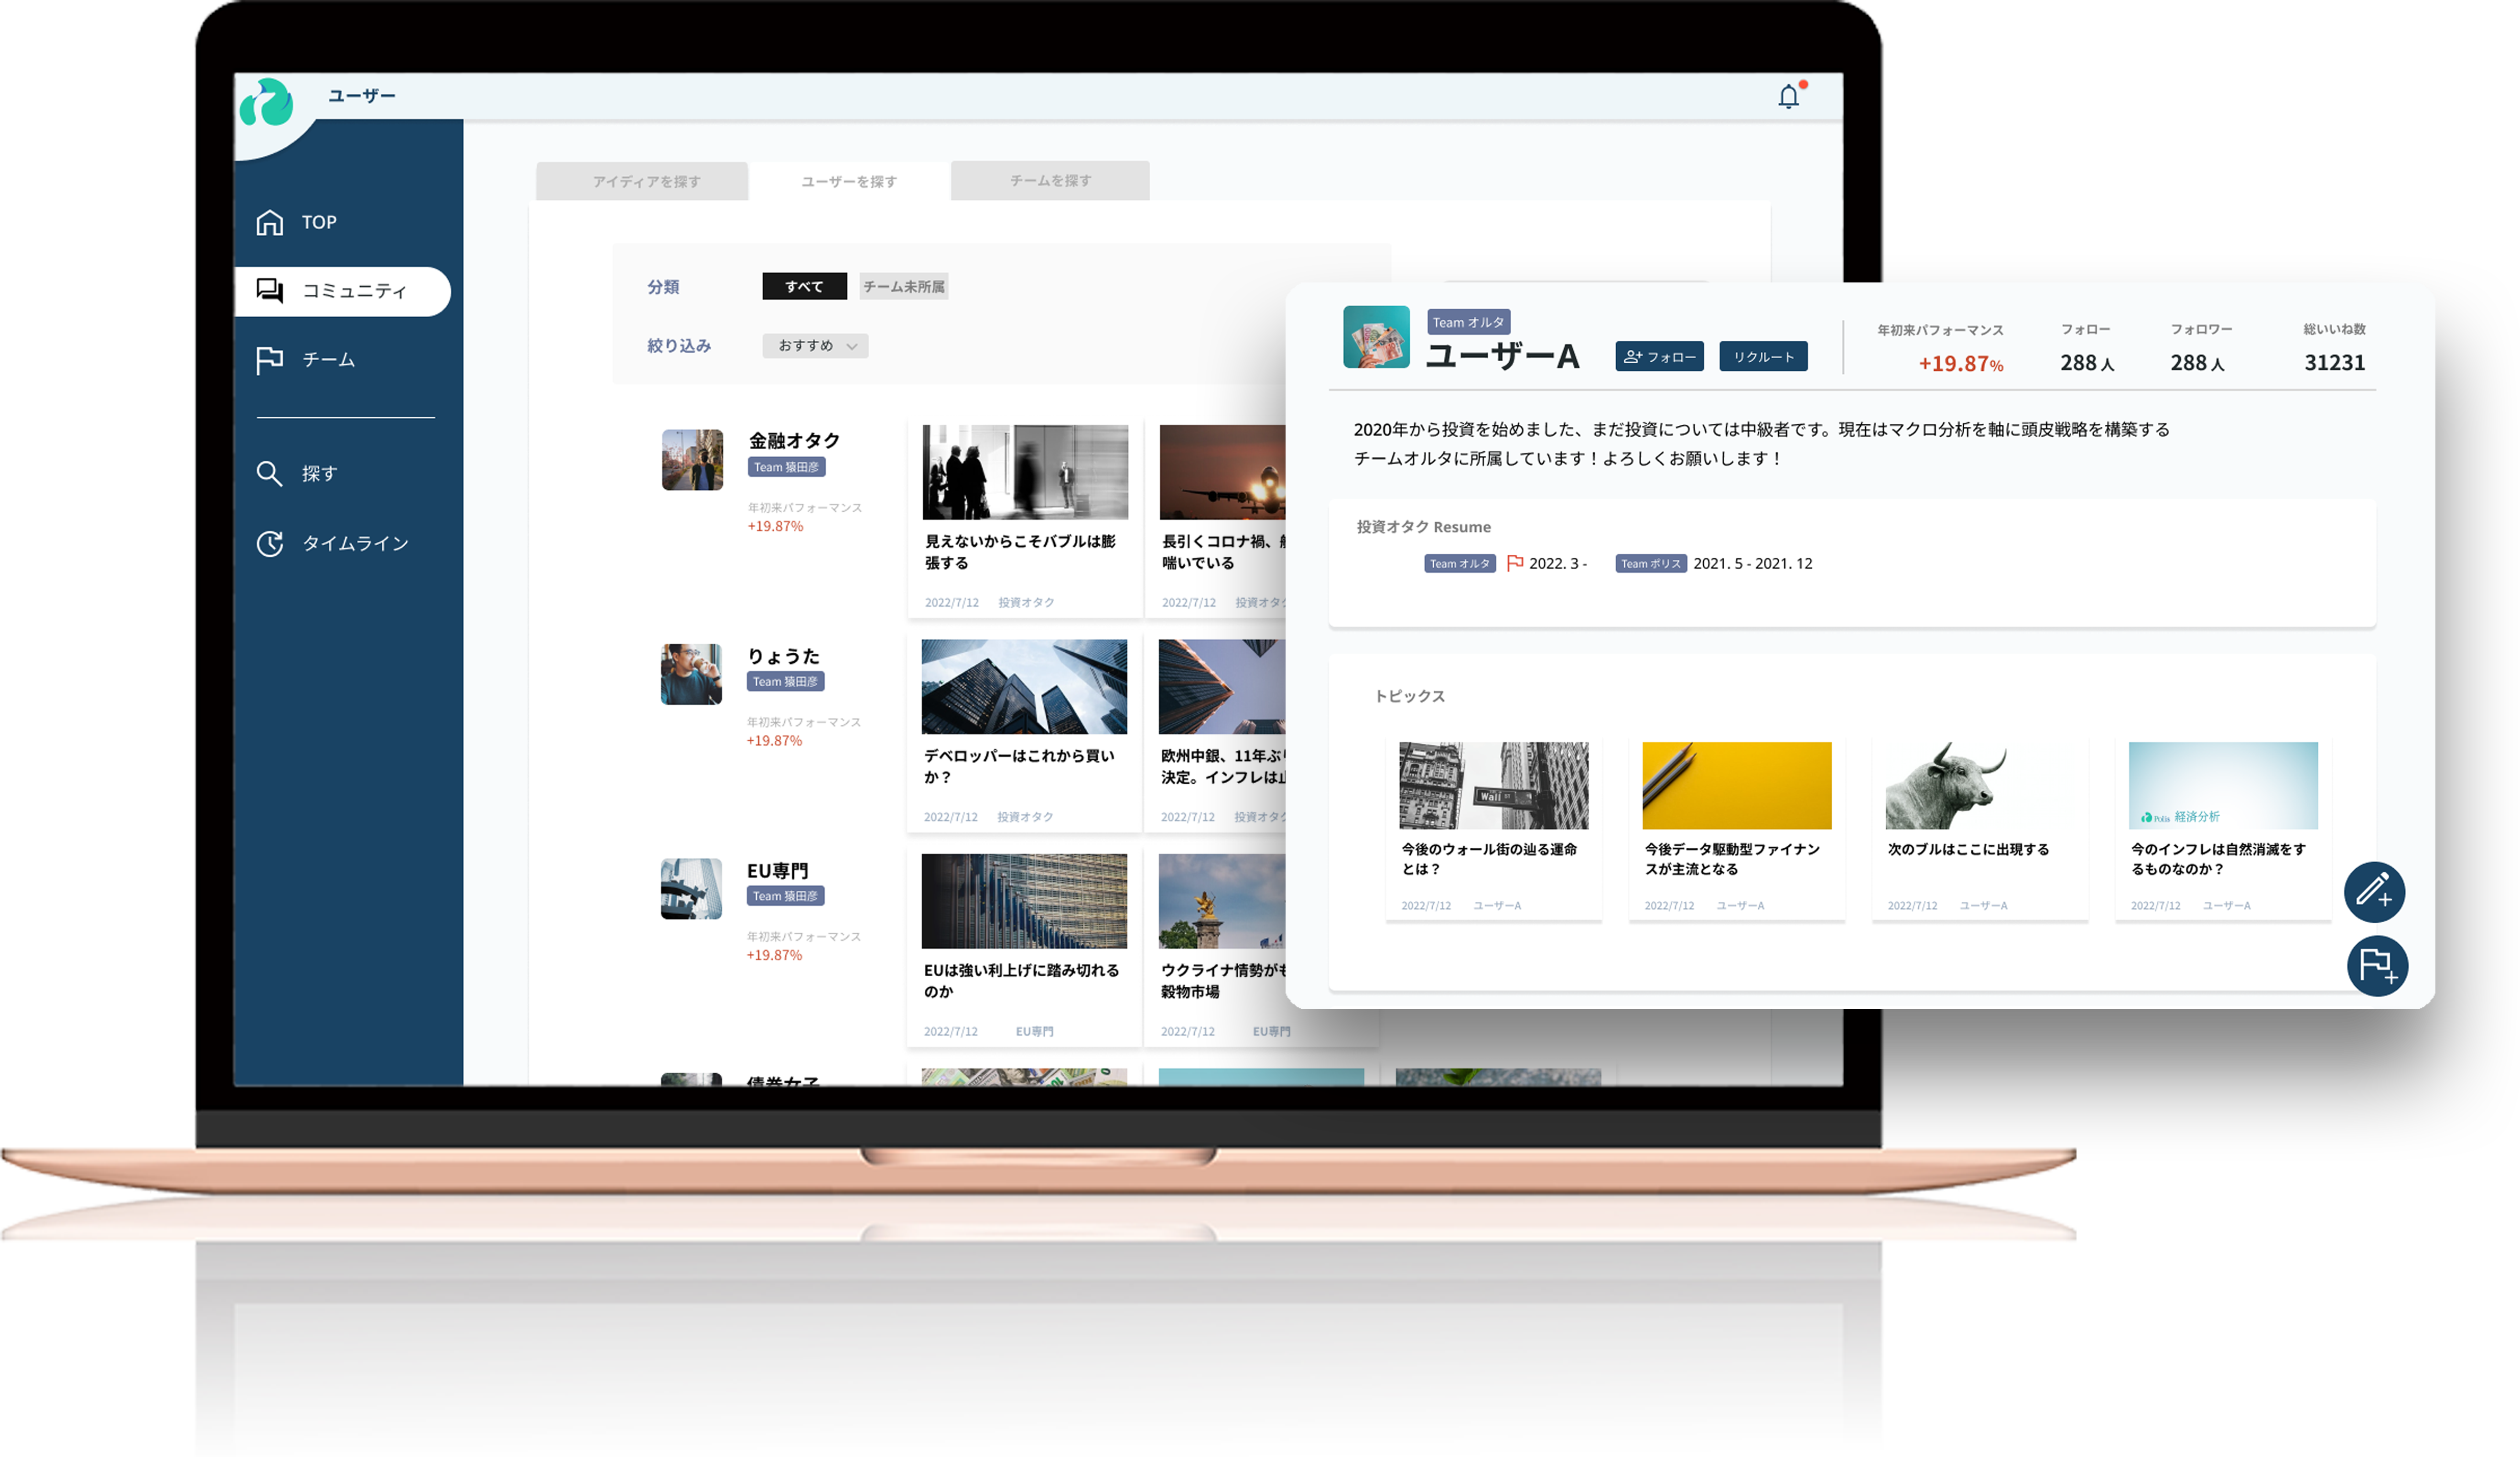 ユーザー
TOP
コミュニティ
チーム
探す
タイムライン
アイディアを探す
ユーザーを探す
チームを探す
分類
すべて
チーム未所属
絞り込み
おすすめ
金融オタク
Team 猿田彦
年初来パフォーマンス
+19.87%
見えないからこそバブルは膨
張する
2022/7/12 投資オタク
長引くコロナ禍、
喘いでいる
2022/7/12 投資オタク
りょうた
Team 猿田彦
年初来パフォーマンス
+19.87%
デベロッパーはこれから買い
か？
2022/7/12 投資オタク
欧州中銀、11年ぶり
決定。インフレは
2022/7/12 投資オタク
EU専門
Team 猿田彦
年初来パフォーマンス
+19.87%
EUは強い利上げに踏み切れる
のか
2022/7/12 EU専門
ウクライナ情勢がも
穀物市場
2022/7/12 EU専門
債券女子
Team オルタ
ユーザーA
フォロー
リクルート
年初来パフォーマンス
+19.87%
フォロー
288 人
フォロワー
288 人
総いいね数
31231
2020年から投資を始めました、まだ投資については中級者です。現在はマクロ分析を軸に頭皮戦略を構築する
チームオルタに所属しています！よろしくお願いします！
投資オタク Resume
Team オルタ 2022. 3 -
Team ポリス 2021. 5 - 2021. 12
トピックス
Wall ST
今後のウォール街の辿る運命
とは？
2022/7/12 ユーザーA
今後データ駆動型ファイナン
スが主流となる
2022/7/12 ユーザーA
次のブルはここに出現する
2022/7/12 ユーザーA
Polis 経済分析
今のインフレは自然消滅をす
るものなのか？
2022/7/12 ユーザーA